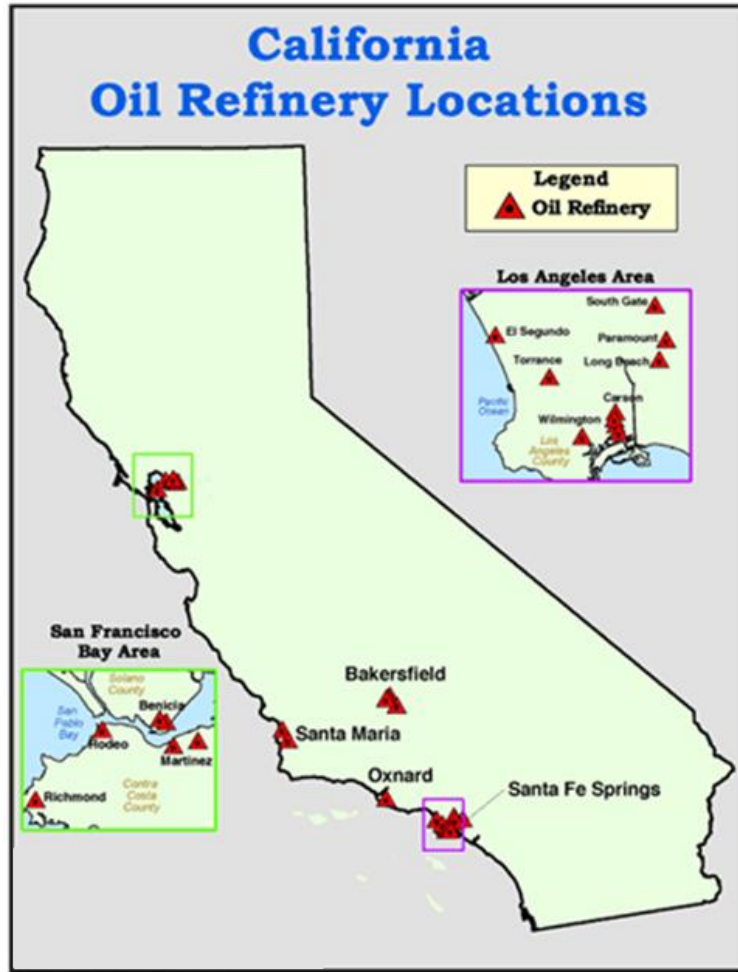 California
Oil Refinery Locations
Legend
Oil Refinery
Los Angeles Area
South Gate
El Segundo
Paramount
Torrance
Long Beach
Pacific
Ocean
Carson
Wilmington
Los
Angeles
County
San Francisco
Bay Area
Solano
County
San
Pablo
Bay
Benicia
Rodeo
Martinez
Richmond
Contra
Costa
County
Bakersfield
Santa Maria
Oxnard
Santa Fe Springs